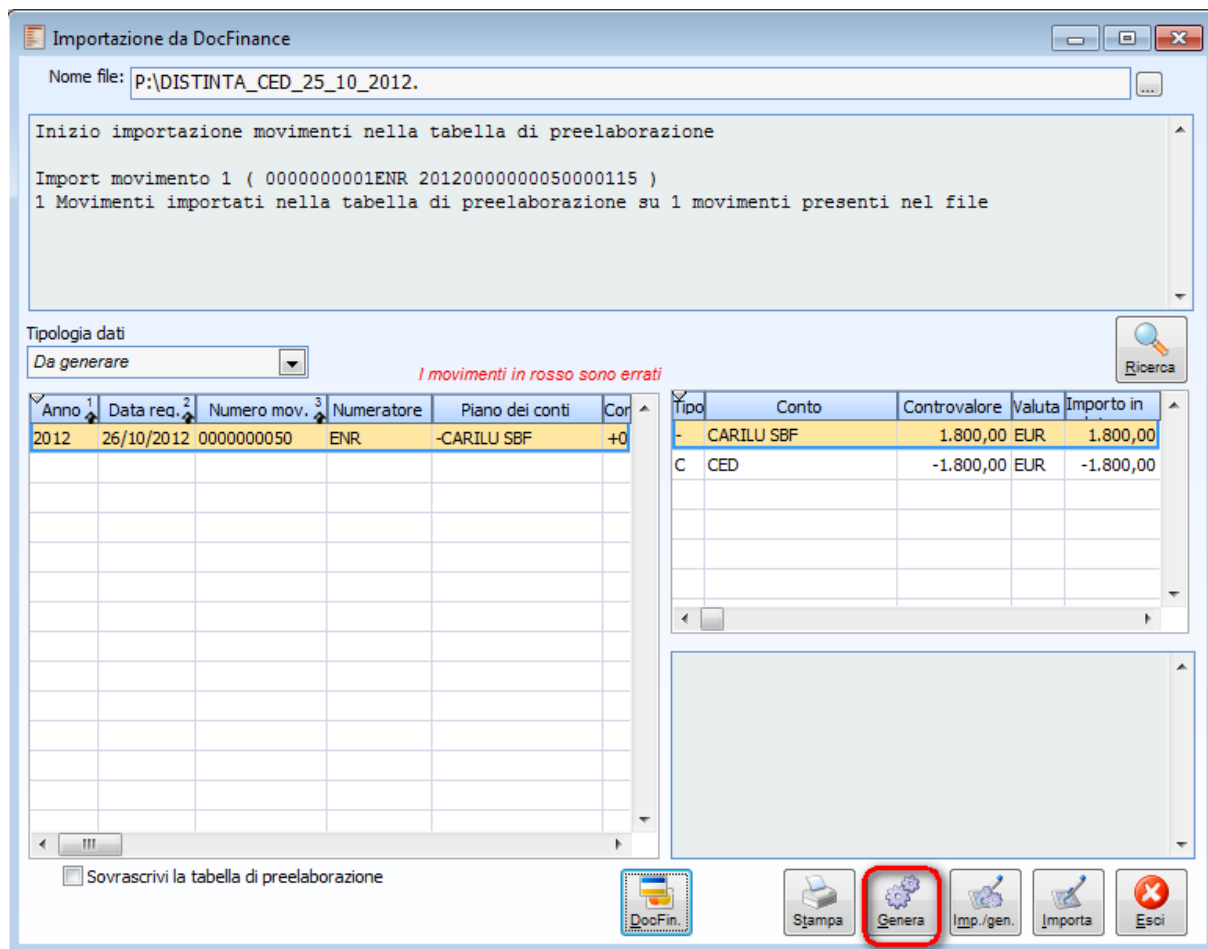 Importazione da DocFinance
Nome file: P:\DISTINTA_CED_25_10_2012. ...
Inizio importazione movimenti nella tabella di preelaborazione
Import movimento 1 ( 0000000001ENR 20120000000050000115 )
1 Movimenti importati nella tabella di preelaborazione su 1 movimenti presenti nel file
Tipologia dati
Da generare
I movimenti in rosso sono errati
Ricerca
Anno 1 Data reg. 2 Numero mov. 3 Numeratore Piano dei conti Cor
2012 26/10/2012 0000000050 ENR -CARILU SBF +0
Tipo Conto Controvalore Valuta Importo in
- CARILU SBF 1.800,00 EUR 1.800,00
C CED -1.800,00 EUR -1.800,00
Sovrascrivi la tabella di preelaborazione
DocFin. Stampa Genera Imp./gen. Importa Esci